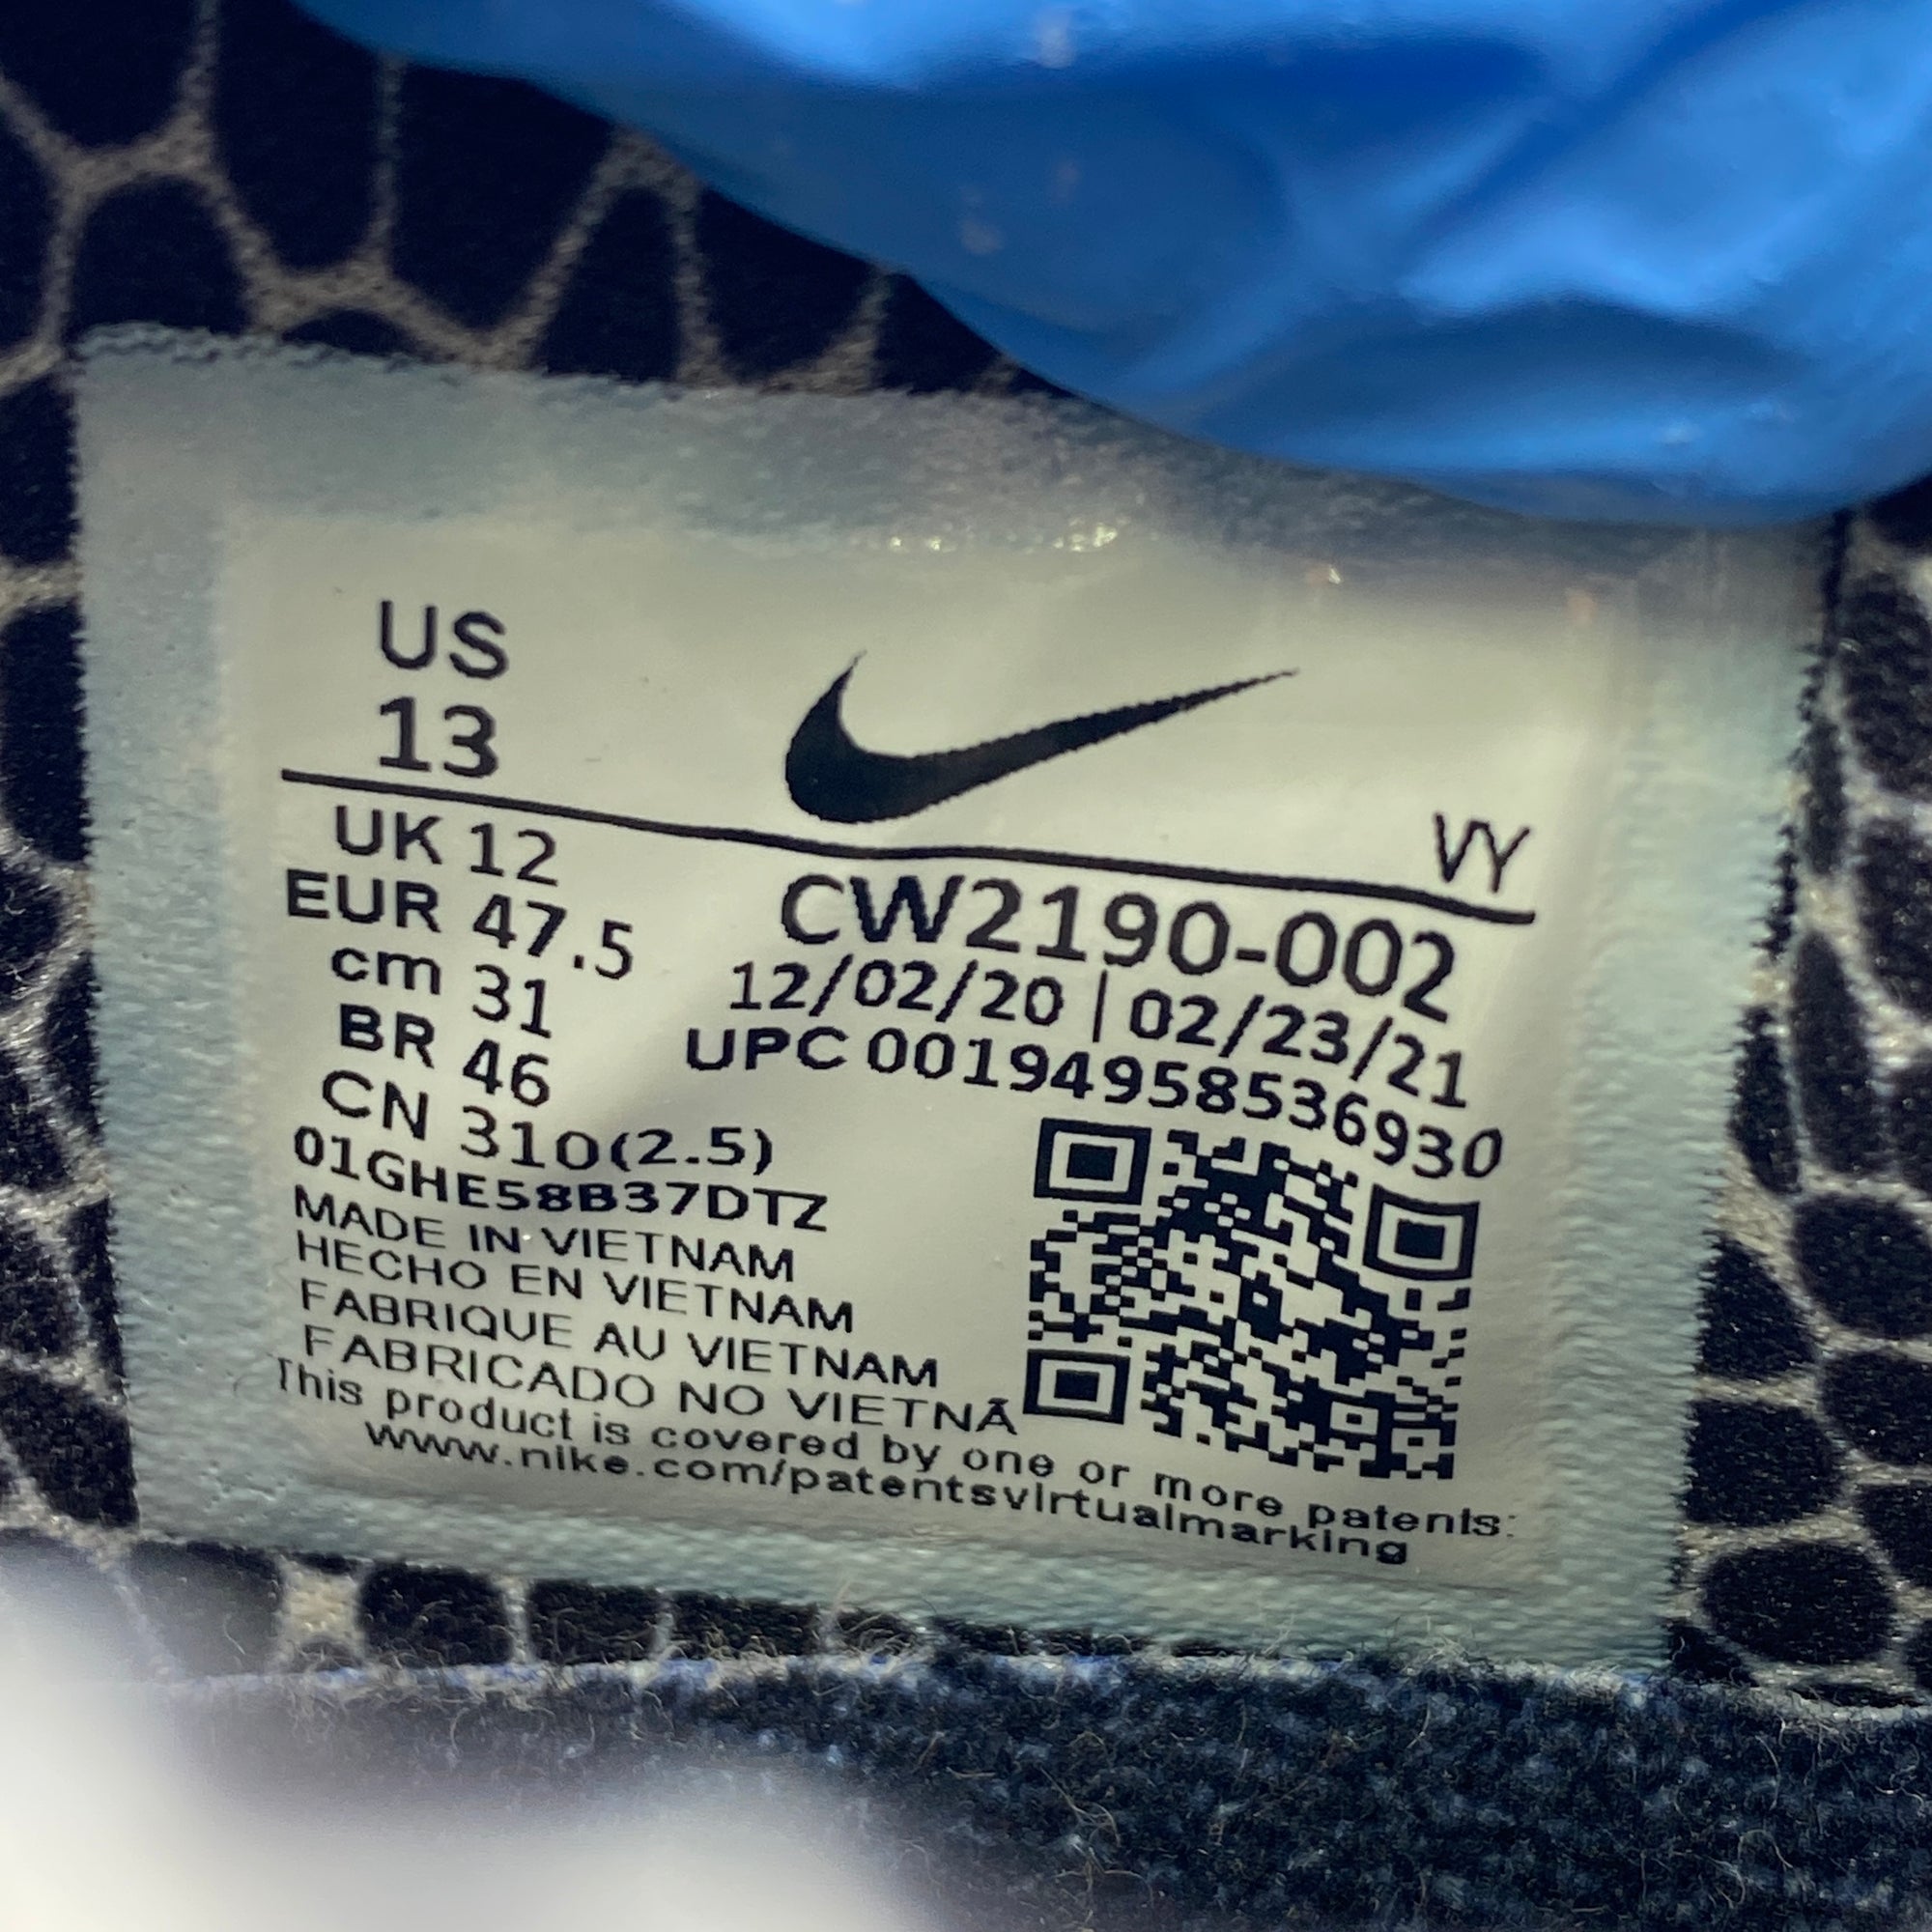 US
13
VY
UK 12
EUR 47.5
cm 31
BR 46
CN 310(2.5)
CW2190-002
12/02/20 | 02/23/21
UPC 00194958536930
01GHE58B37DTZ
MADE IN VIETNAM
HECHO EN VIETNAM
FABRIQUE AU VIETNAM
FABRICADO NO VIETNÃ
This product is covered by one or more patents:
www.nike.com/patentsvirtualmarking